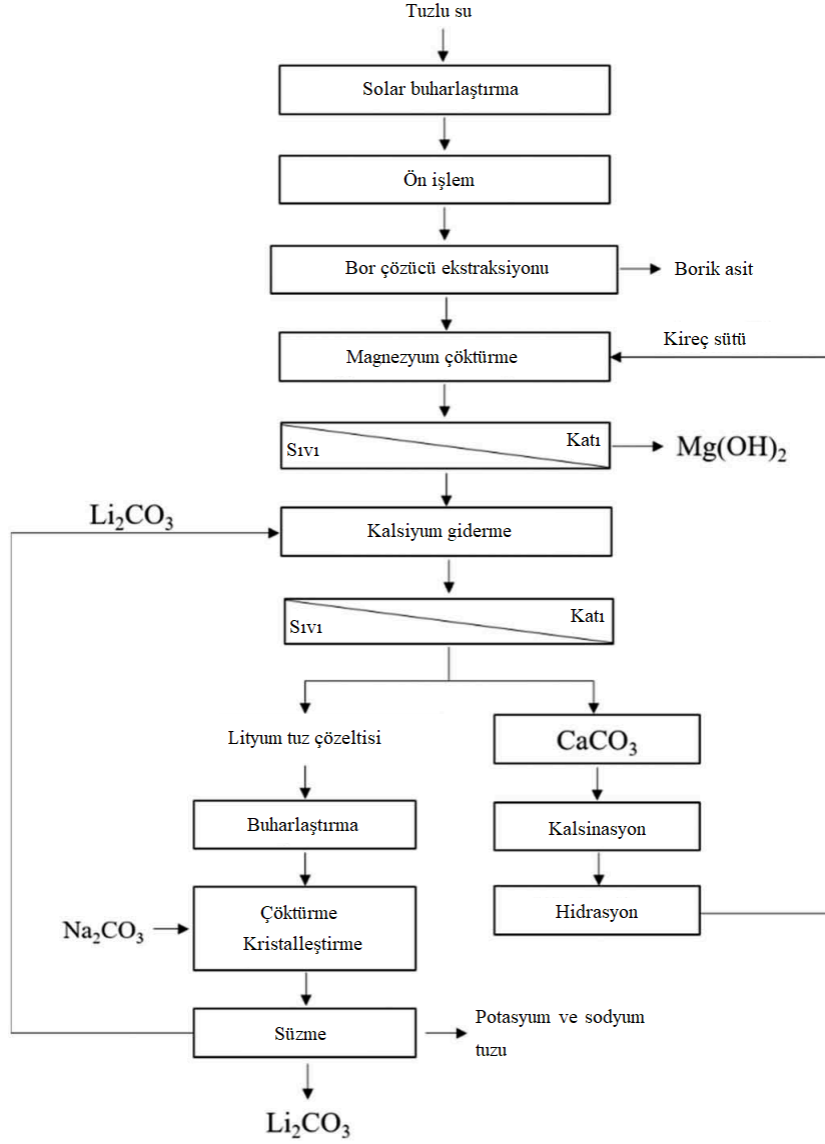 Tuzlu su
Solar buharlaştırma
Ön işlem
Bor çözücü ekstraksiyonu
Borik asit
Kireç sütü
Magnezyum çöktürme
Katı
Sıvı
Mg(OH)₂
Li₂CO₃
Kalsiyum giderme
Katı
Sıvı
Lityum tuz çözeltisi
CaCO₃
Buharlaştırma
Kalsinasyon
Çöktürme
Kristalleştirme
Hidrasyon
Na₂CO₃
Süzme
Potasyum ve sodyum
tuzu
Li₂CO₃